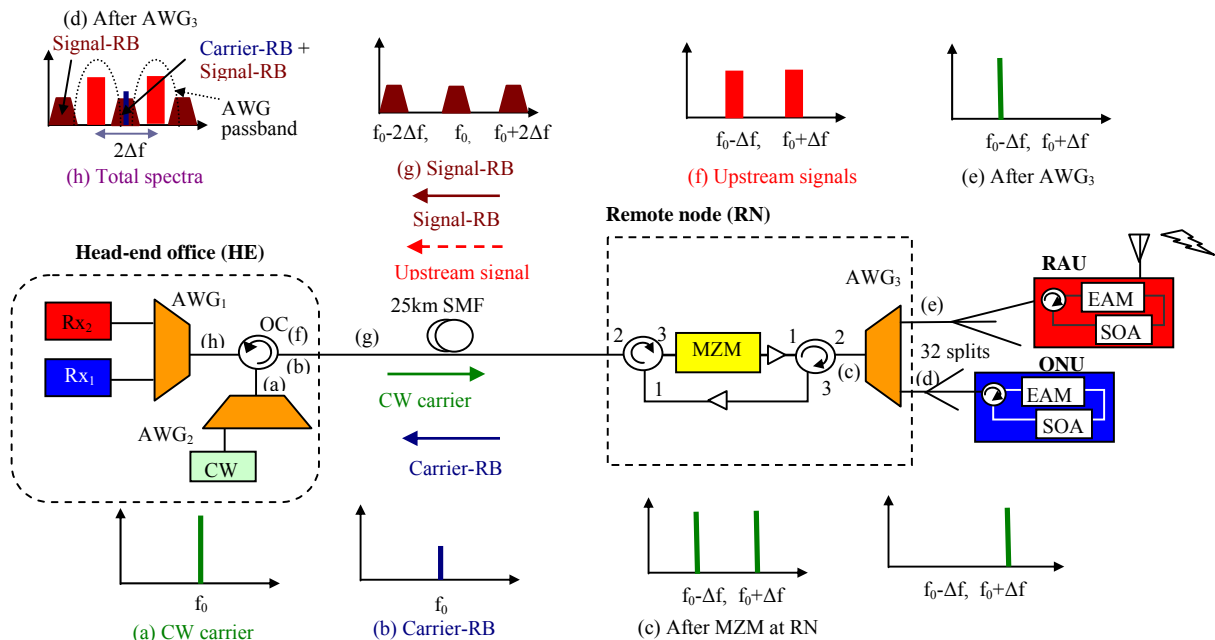 (d) After AWG3
Signal-RB
Carrier-RB +
Signal-RB
AWG
passband
2Δf
(h) Total spectra
f0-2Δf, f0, f0+2Δf
(g) Signal-RB
Signal-RB
Upstream signal
f0-Δf, f0+Δf
(f) Upstream signals
f0-Δf, f0+Δf
(e) After AWG3
Head-end office (HE)
Rx2
Rx1
AWG1
(h)
OC
(f)
(b)
(a)
AWG2
CW
(g)
25km SMF
CW carrier
Carrier-RB
Remote node (RN)
2
3
1
MZM
1
2
3
(c)
AWG3
(e)
(d)
32 splits
RAU
EAM
SOA
ONU
EAM
SOA
f0
(a) CW carrier
f0
(b) Carrier-RB
f0-Δf, f0+Δf
(c) After MZM at RN
f0-Δf, f0+Δf